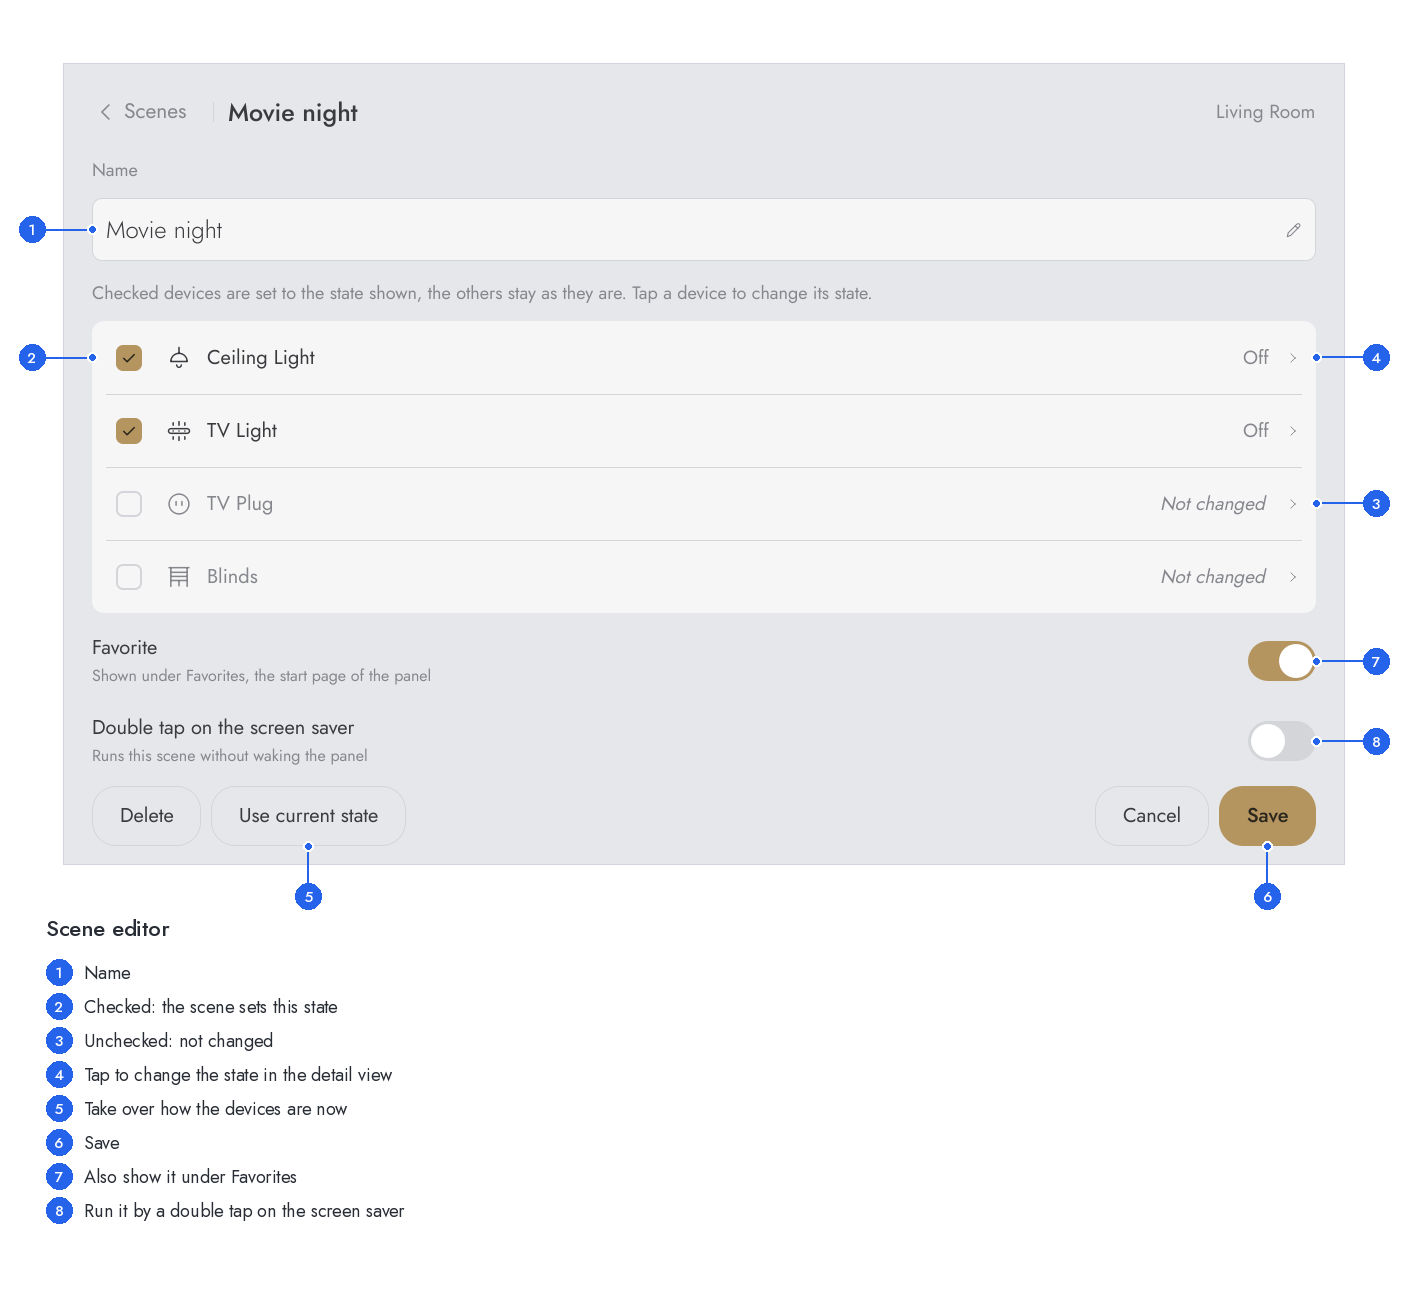 Scenes
Movie night
Living Room
Name
1
Movie night
Checked devices are set to the state shown, the others stay as they are. Tap a device to change its state.
2
Ceiling Light
Off
4
TV Light
Off
TV Plug
Not changed
3
Blinds
Not changed
Favorite
Shown under Favorites, the start page of the panel
7
Double tap on the screen saver
Runs this scene without waking the panel
8
Delete
Use current state
Cancel
Save
5
6
Scene editor
1 Name
2 Checked: the scene sets this state
3 Unchecked: not changed
4 Tap to change the state in the detail view
5 Take over how the devices are now
6 Save
7 Also show it under Favorites
8 Run it by a double tap on the screen saver